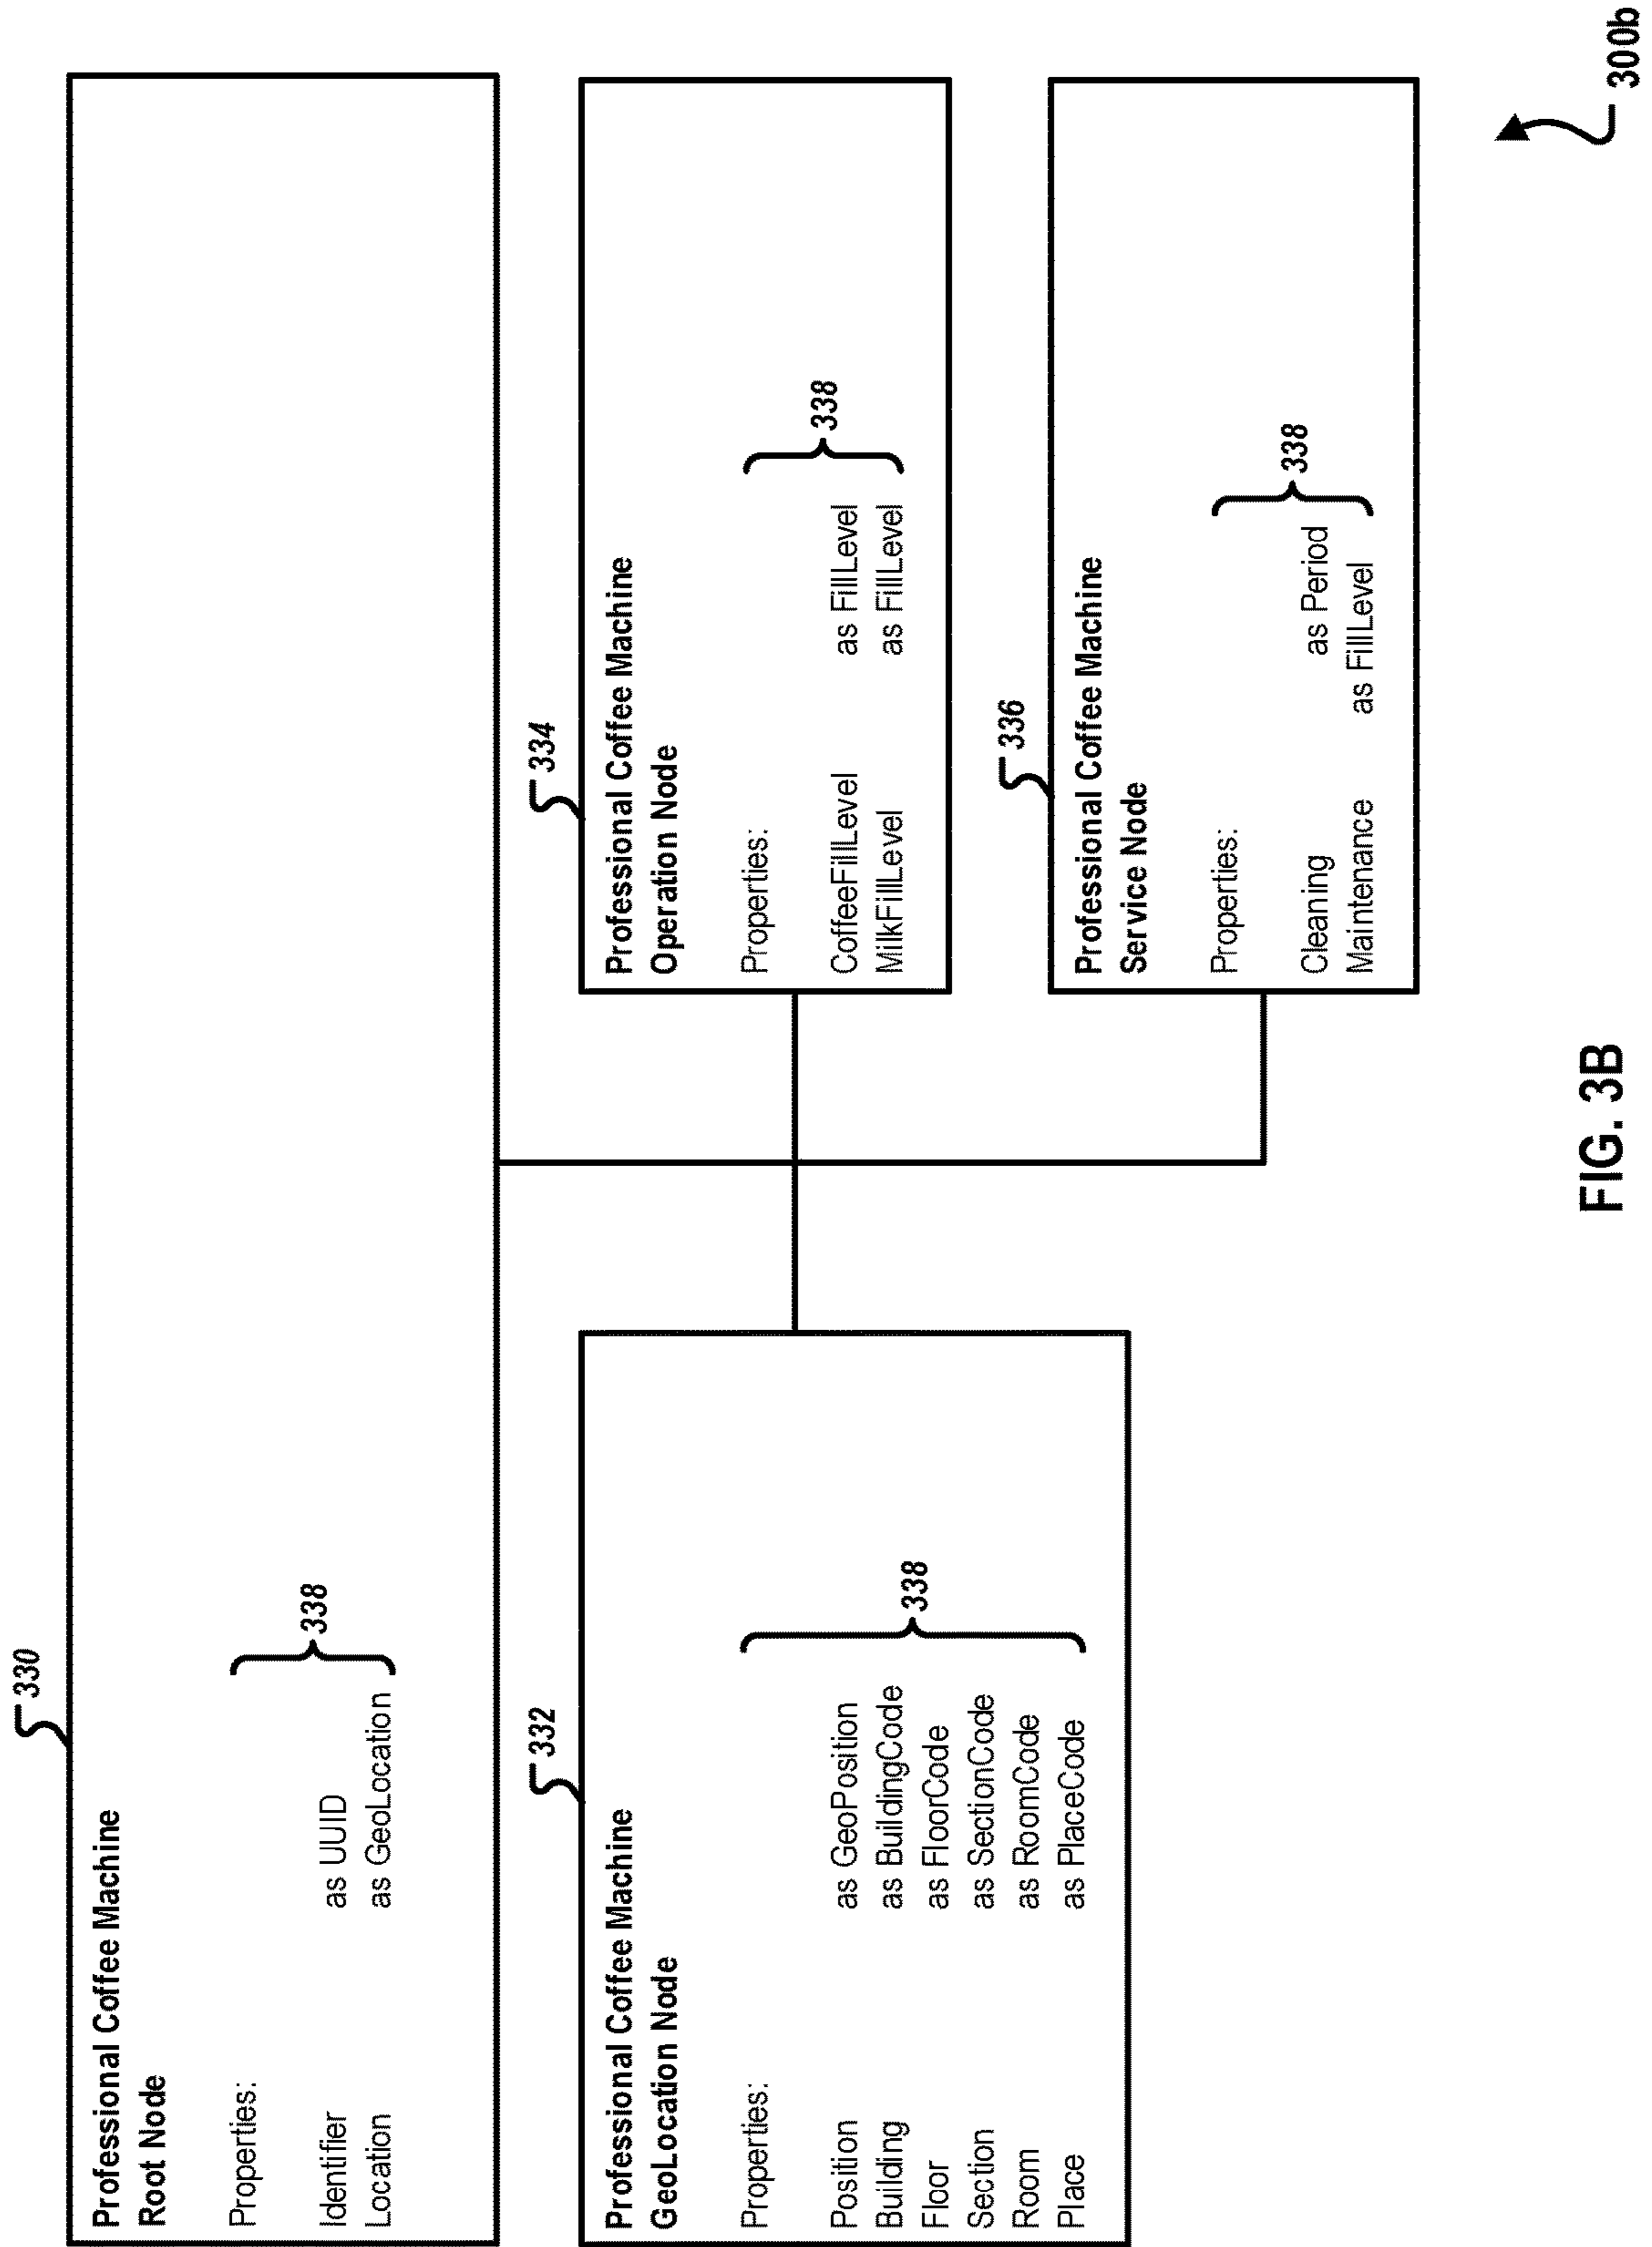 330
Professional Coffee Machine
Root Node
Properties:
338
Identifier as UUID
Location as GeoLocation
332
Professional Coffee Machine
GeoLocation Node
Properties:
338
Position as GeoPosition
Building as BuildingCode
Floor as FloorCode
Section as SectionCode
Room as RoomCode
Place as PlaceCode
334
Professional Coffee Machine
Operation Node
Properties:
338
CoffeeFillLevel as FillLevel
MilkFillLevel as FillLevel
336
Professional Coffee Machine
Service Node
Properties:
338
Cleaning as Period
Maintenance as FillLevel
300b
FIG. 3B